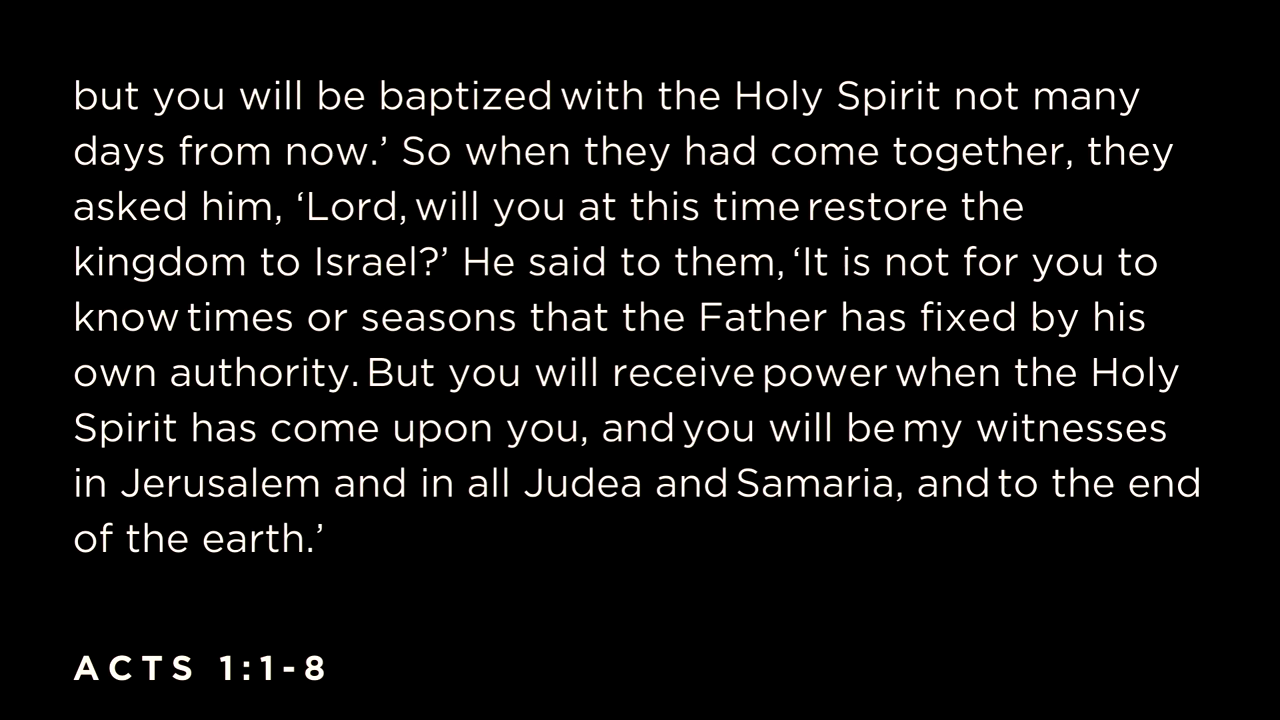 but you will be baptized with the Holy Spirit not many
days from now.’ So when they had come together, they
asked him, ‘Lord, will you at this time restore the
kingdom to Israel?’ He said to them, ‘It is not for you to
know times or seasons that the Father has fixed by his
own authority. But you will receive power when the Holy
Spirit has come upon you, and you will be my witnesses
in Jerusalem and in all Judea and Samaria, and to the end
of the earth.’
ACTS 1:1-8